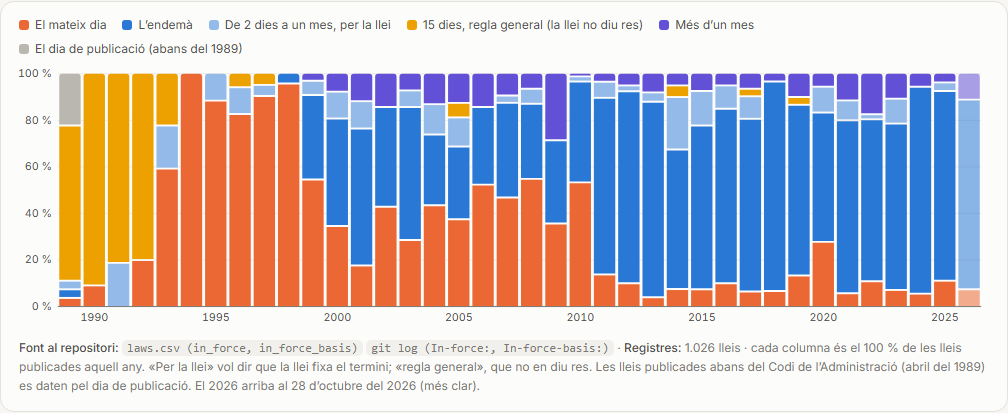 El mateix dia L'endemà De 2 dies a un mes, per la llei 15 dies, regla general (la llei no diu res) Més d'un mes
El dia de publicació (abans del 1989)
100 %
80 %
60 %
40 %
20 %
0 %
1990 1995 2000 2005 2010 2015 2020 2025
Font al repositori: laws.csv (in_force, in_force_basis) git log (In-force:, In-force-basis:) · Registres: 1.026 lleis · cada columna és el 100 % de les lleis
publicades aquell any. «Per la llei» vol dir que la llei fixa el termini; «regla general», que no en diu res. Les lleis publicades abans del Codi de l'Administració (abril del 1989)
es daten pel dia de publicació. El 2026 arriba al 28 d'octubre del 2026 (més clar).